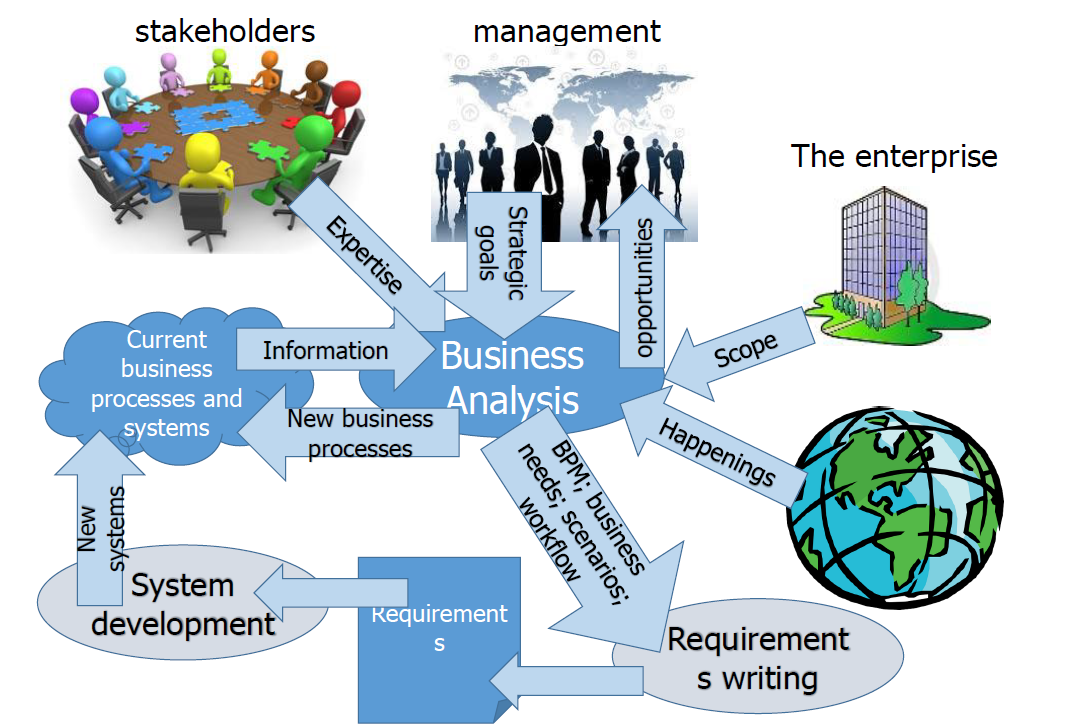 stakeholders
management
The enterprise
Expertise
Strategic
goals
opportunities
Scope
Current
business
processes and
systems
Information
Business
Analysis
New business
processes
Happenings
BPM; business
needs; scenarios;
workflow
New
systems
System
development
Requirement
s
Requirement
s writing